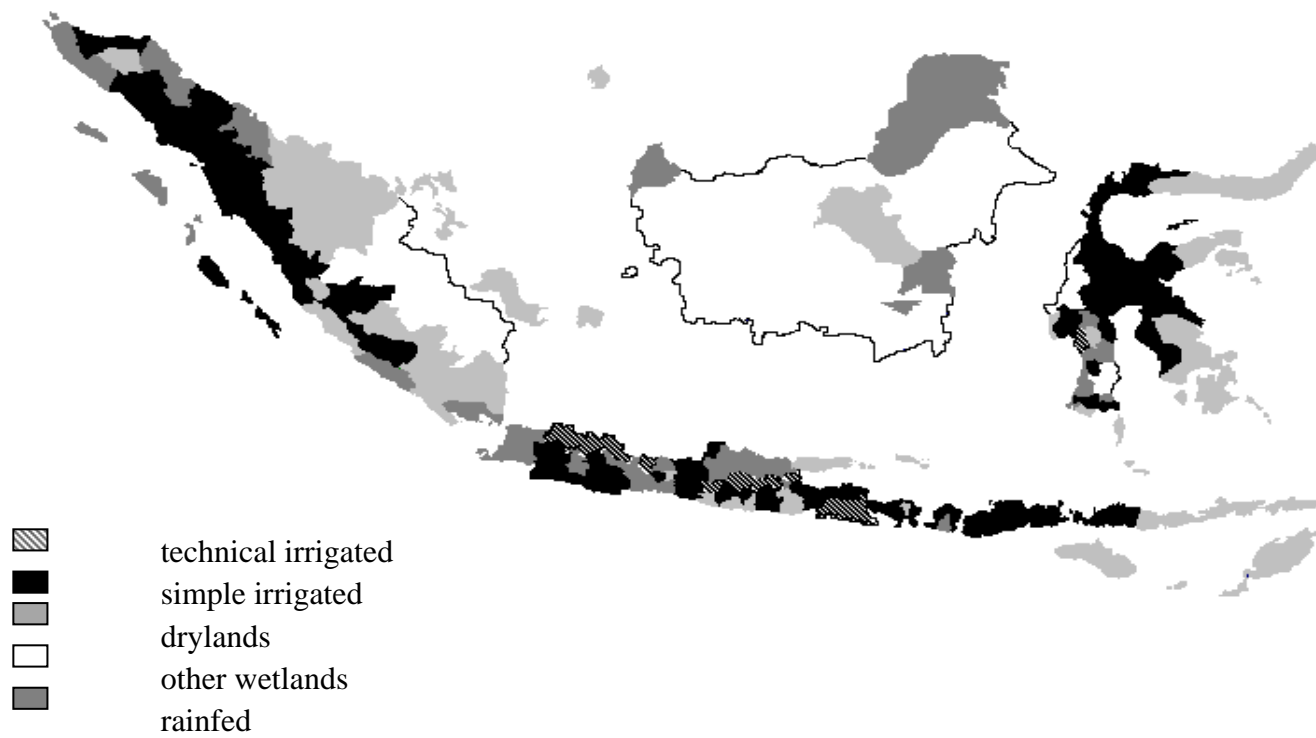 technical irrigated
simple irrigated
drylands
other wetlands
rainfed